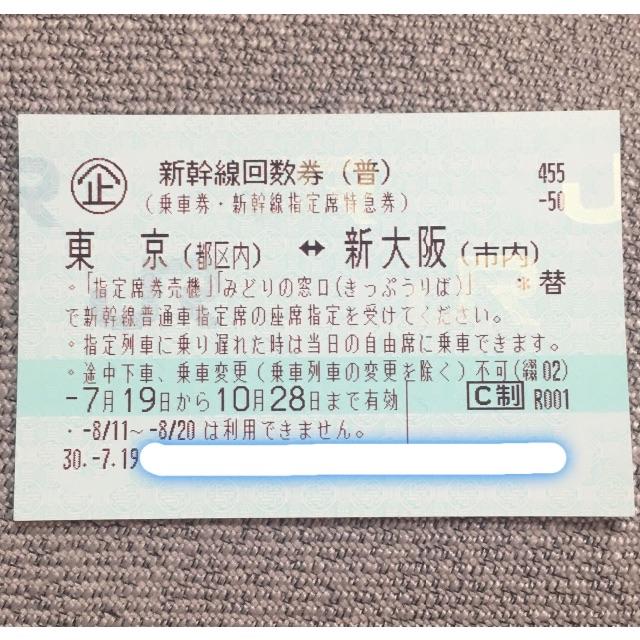 企 新幹線回数券（普） 455
（乗車券・新幹線指定席特急券） -50
東　京（都区内） ↔ 新大阪（市内）
・「指定席券売機」「みどりの窓口（きっぷうりば）」 * 替
で新幹線普通車指定席の座席指定を受けてください。
・指定列車に乗り遅れた時は当日の自由席に乗車できます。
・途中下車、乗車変更（乗車列車の変更を除く）不可（綴02）
-7月19日から10月28日まで有効 C制 R001
・-8/11～-8/20は利用できません。
30.-7.19